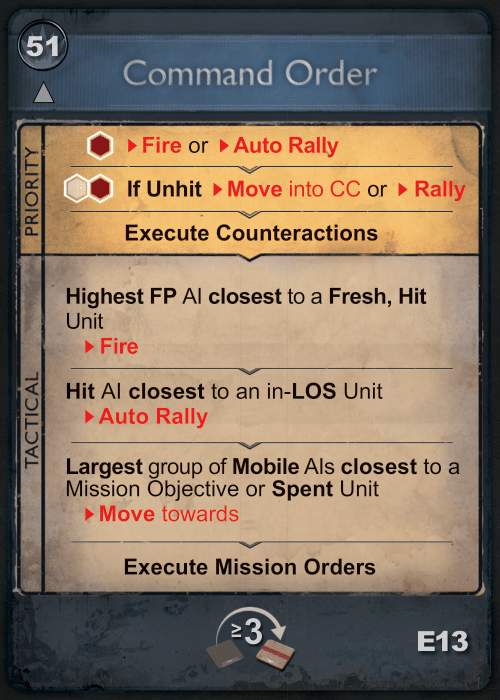 51
Command Order
PRIORITY
Fire or Auto Rally
If Unhit Move into CC or Rally
Execute Counteractions
TACTICAL
Highest FP AI closest to a Fresh, Hit
Unit
Fire
Hit AI closest to an in-LOS Unit
Auto Rally
Largest group of Mobile AIs closest to a
Mission Objective or Spent Unit
Move towards
Execute Mission Orders
≥3
E13